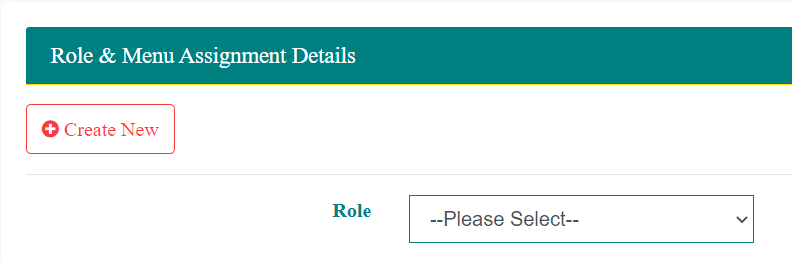 Role & Menu Assignment Details
Create New
Role
--Please Select--